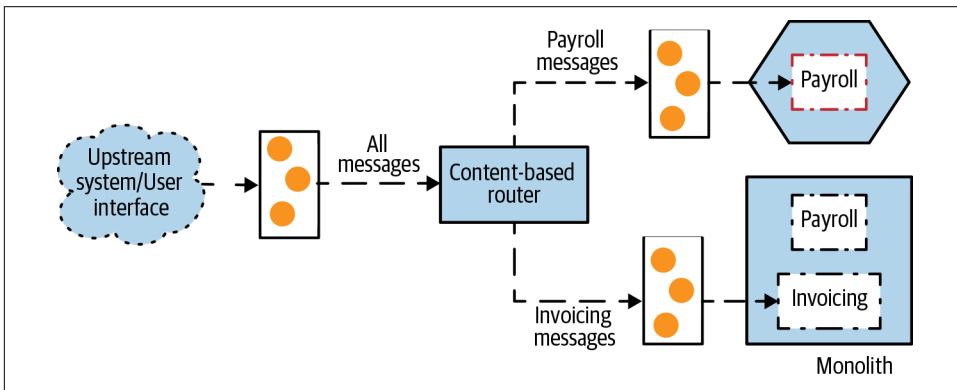 Upstream
system/User
interface
All
messages
Content-based
router
Payroll
messages
Payroll
Invoicing
messages
Payroll
Invoicing
Monolith